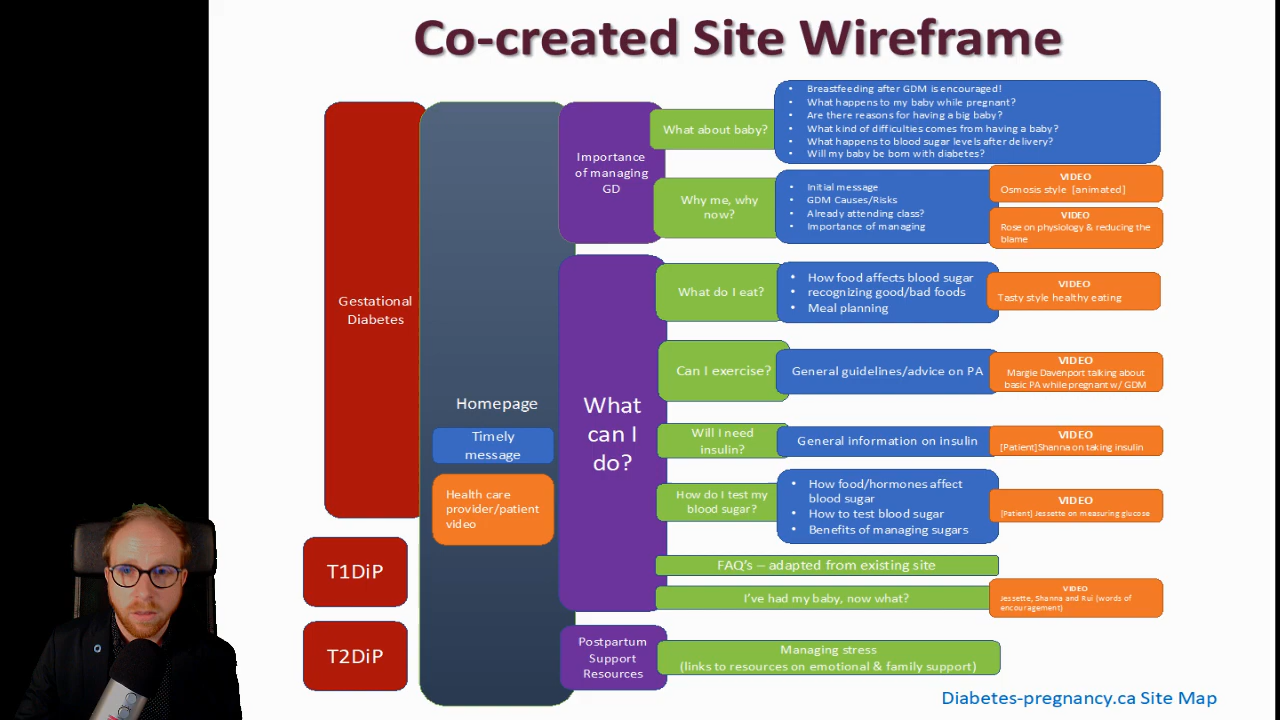 Co-created Site Wireframe
Gestational
Diabetes
T1DiP
T2DiP
Homepage
Timely
message
Health care
provider/patient
video
Importance
of managing
GD
What about baby?
• Breastfeeding after GDM is encouraged!
• What happens to my baby while pregnant?
• Are there reasons for having a big baby?
• What kind of difficulties comes from having a baby?
• What happens to blood sugar levels after delivery?
• Will my baby be born with diabetes?
Why me, why
now?
• Initial message
• GDM Causes/Risks
• Already attending class?
• Importance of managing
VIDEO
Osmosis style [animated]
VIDEO
Rose on physiology & reducing the
blame
What
can I
do?
What do I eat?
• How food affects blood sugar
• recognizing good/bad foods
• Meal planning
VIDEO
Tasty style healthy eating
Can I exercise?
General guidelines/advice on PA
VIDEO
Margie Davenport talking about
basic PA while pregnant w/ GDM
Will I need
insulin?
General information on insulin
VIDEO
[Patient]Shanna on taking insulin
How do I test my
blood sugar?
• How food/hormones affect
blood sugar
• How to test blood sugar
• Benefits of managing sugars
VIDEO
[Patient] Jessette on measuring glucose
FAQ's – adapted from existing site
I've had my baby, now what?
VIDEO
Jessette, Shanna and Rui (words of
encouragement)
Postpartum
Support
Resources
Managing stress
(links to resources on emotional & family support)
Diabetes-pregnancy.ca Site Map